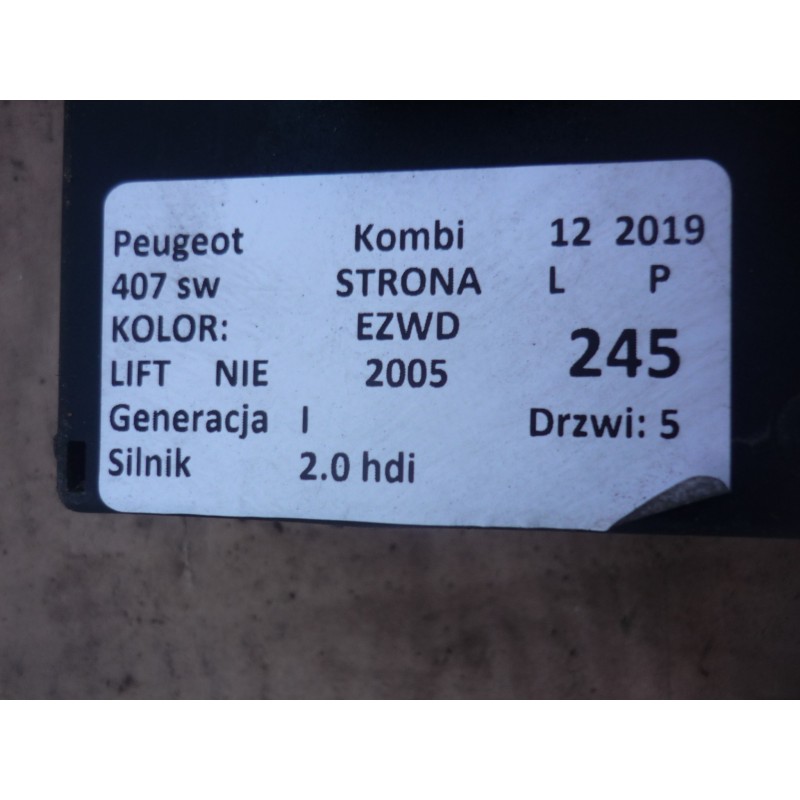 Peugeot Kombi 12 2019
407 sw STRONA L P
KOLOR: EZWD 245
LIFT NIE 2005
Generacja I Drzwi: 5
Silnik 2.0 hdi